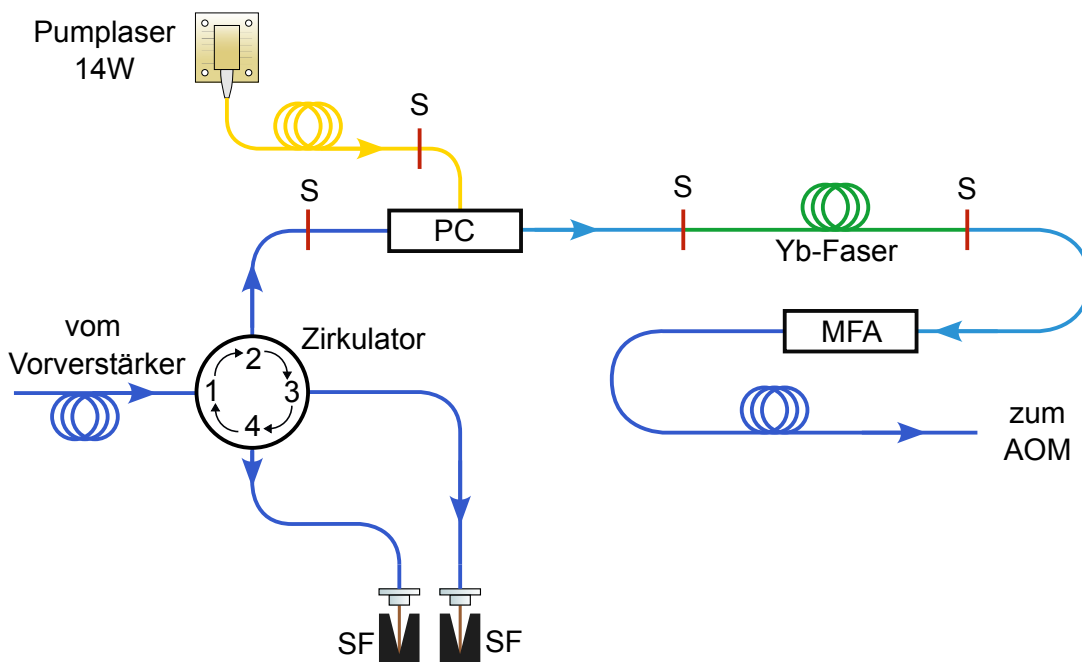 Pumplaser
14W
S
S
S
S
PC
Yb-Faser
vom
Vorverstärker
Zirkulator
1
2
3
4
MFA
zum
AOM
SF
SF